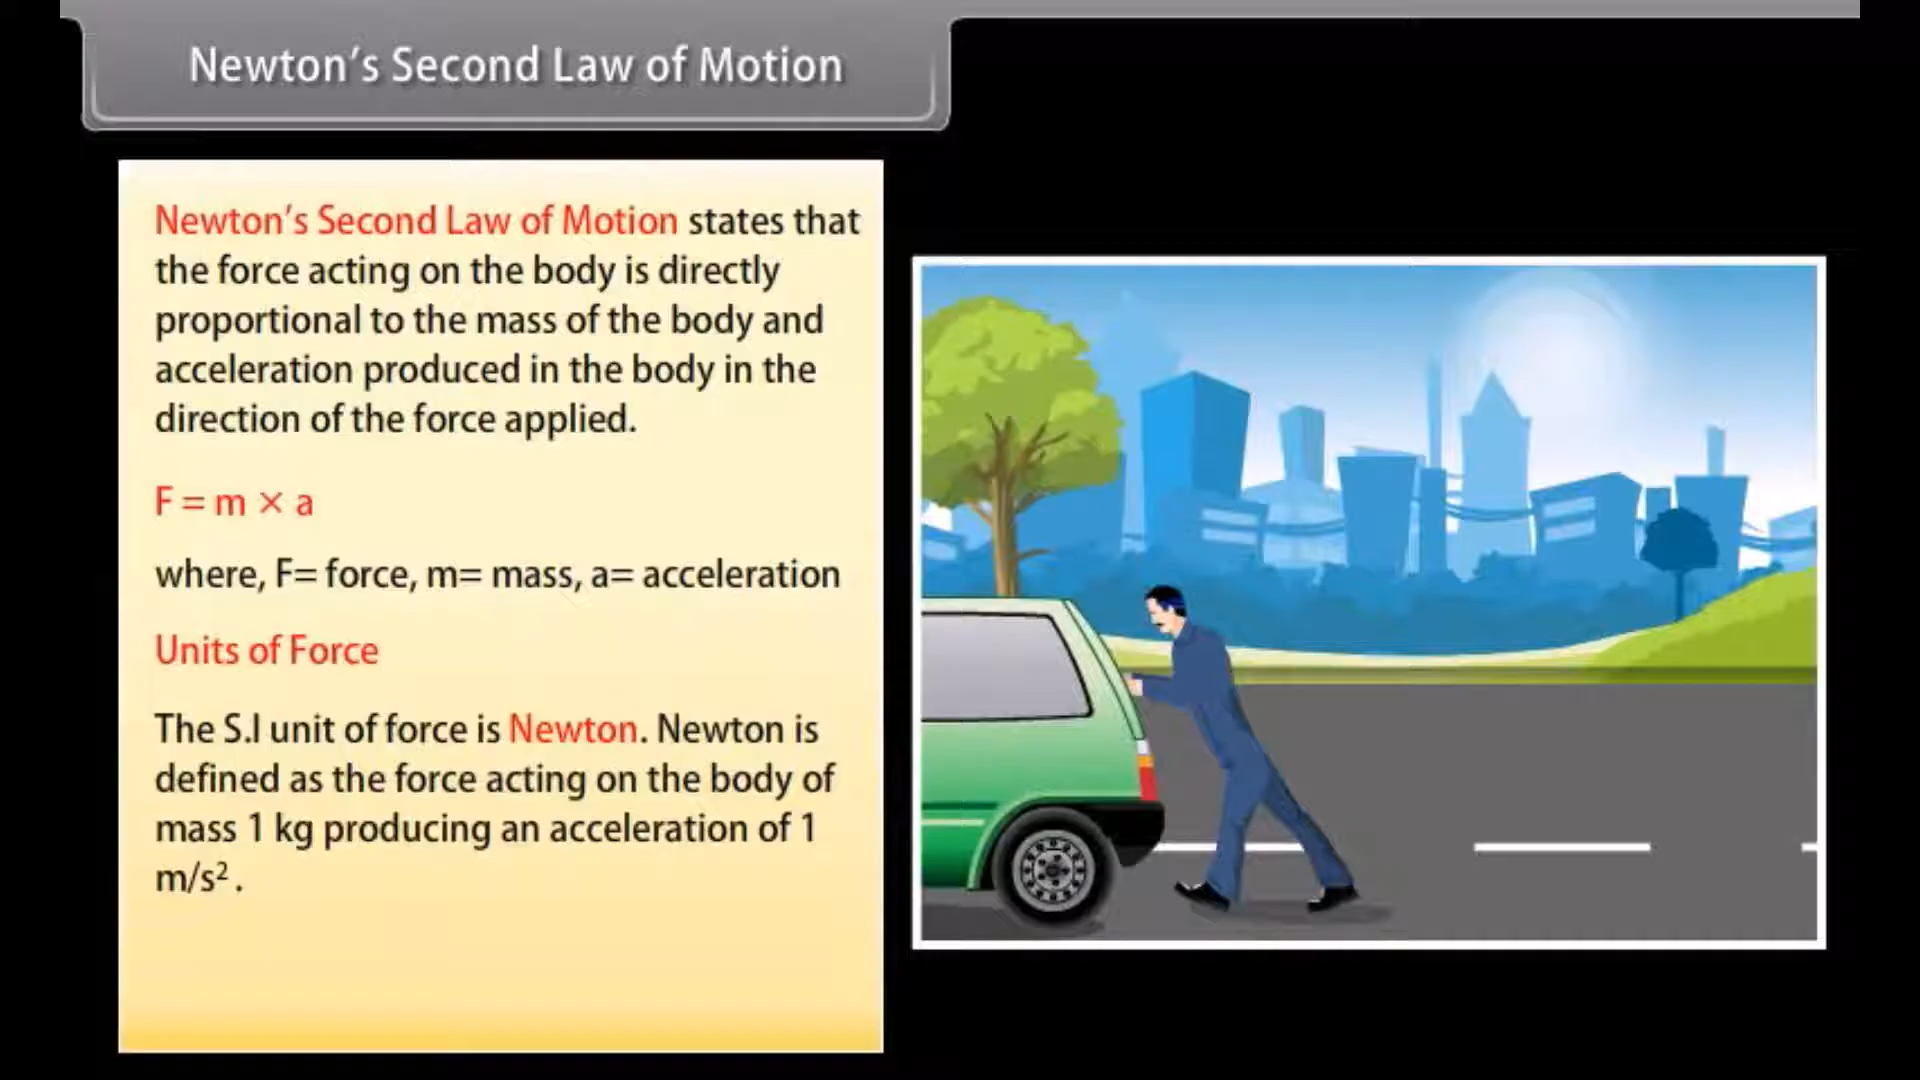 Newton's Second Law of Motion
Newton's Second Law of Motion states that
the force acting on the body is directly
proportional to the mass of the body and
acceleration produced in the body in the
direction of the force applied.
F = m × a
where, F= force, m= mass, a= acceleration
Units of Force
The S.I unit of force is Newton. Newton is
defined as the force acting on the body of
mass 1 kg producing an acceleration of 1
m/s² .